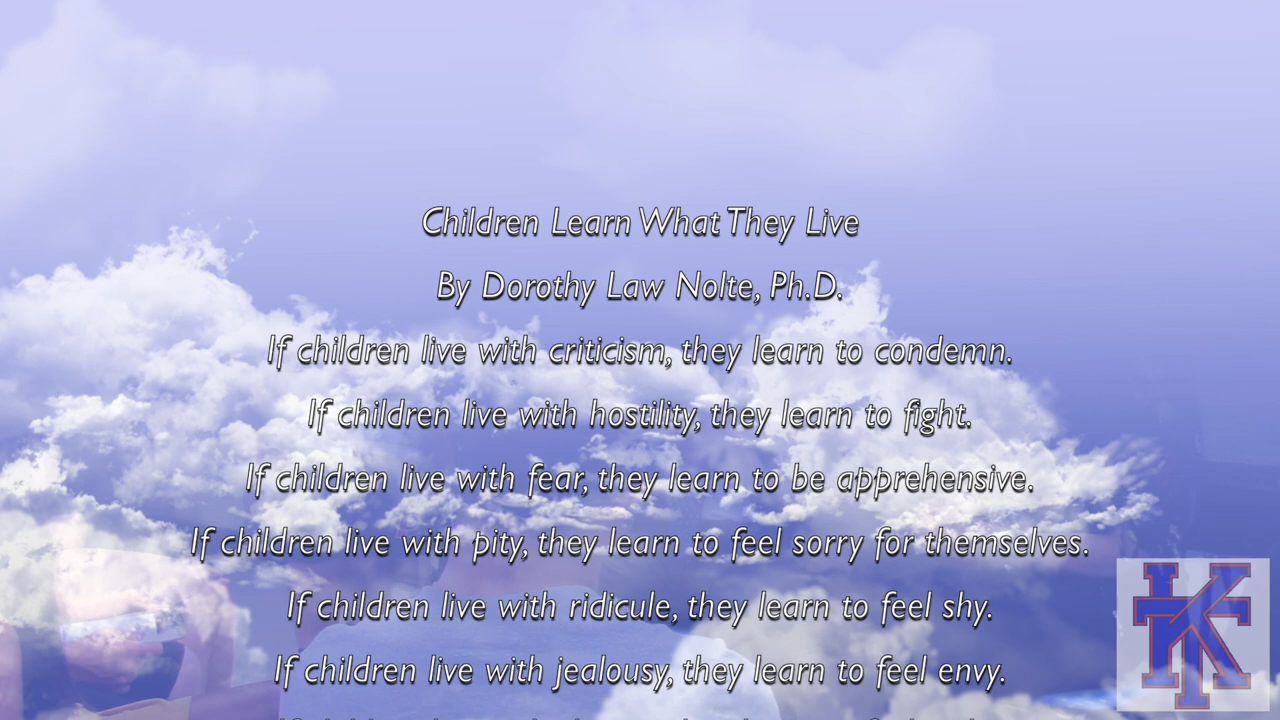 Children Learn What They Live
By Dorothy Law Nolte, Ph.D.
If children live with criticism, they learn to condemn.
If children live with hostility, they learn to fight.
If children live with fear, they learn to be apprehensive.
If children live with pity, they learn to feel sorry for themselves.
If children live with ridicule, they learn to feel shy.
If children live with jealousy, they learn to feel envy.